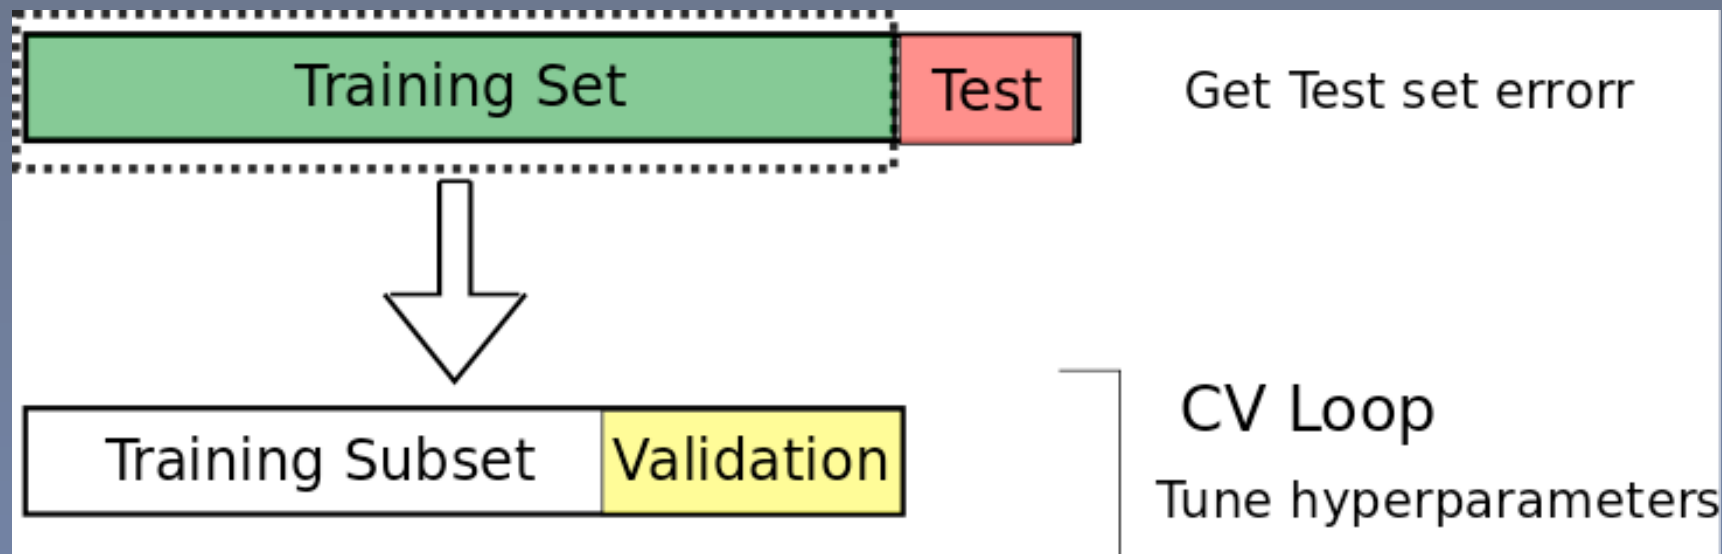 Training Set
Test
Get Test set errorr
Training Subset
Validation
CV Loop
Tune hyperparameters